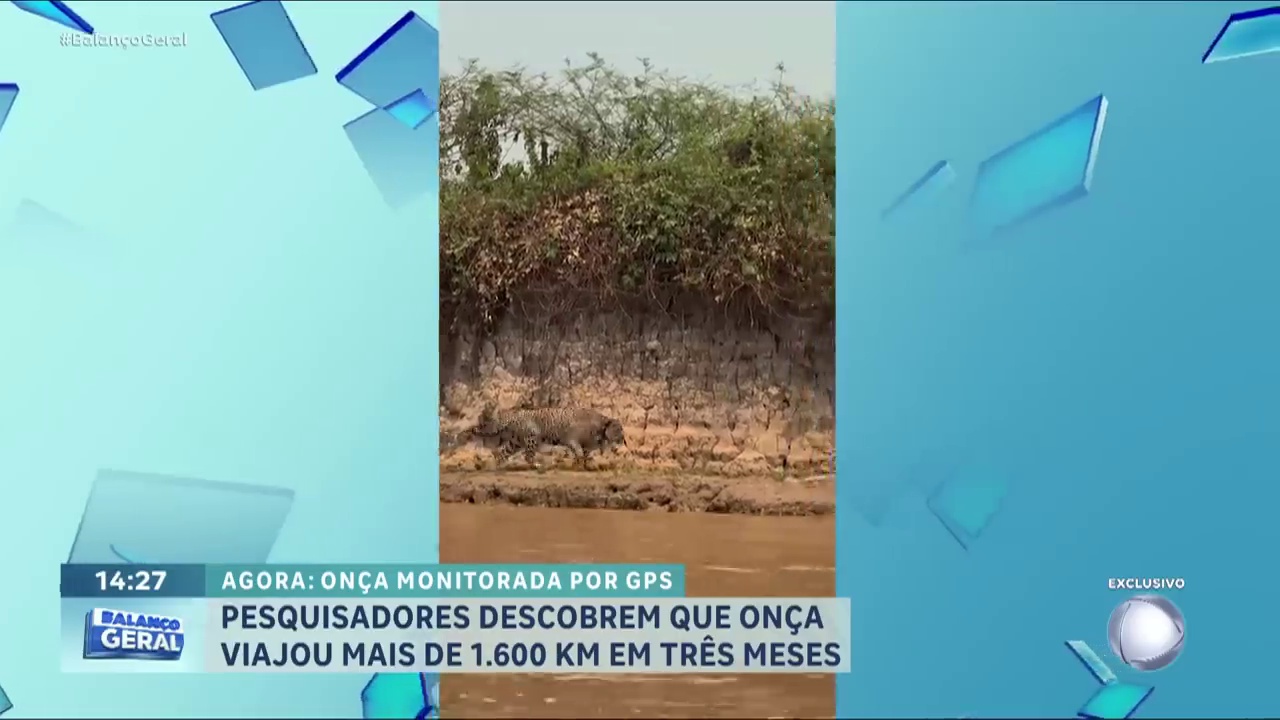 #BalançoGeral
14:27
AGORA: ONÇA MONITORADA POR GPS
BALANÇO
GERAL
PESQUISADORES DESCOBREM QUE ONÇA
VIAJOU MAIS DE 1.600 KM EM TRÊS MESES
EXCLUSIVO